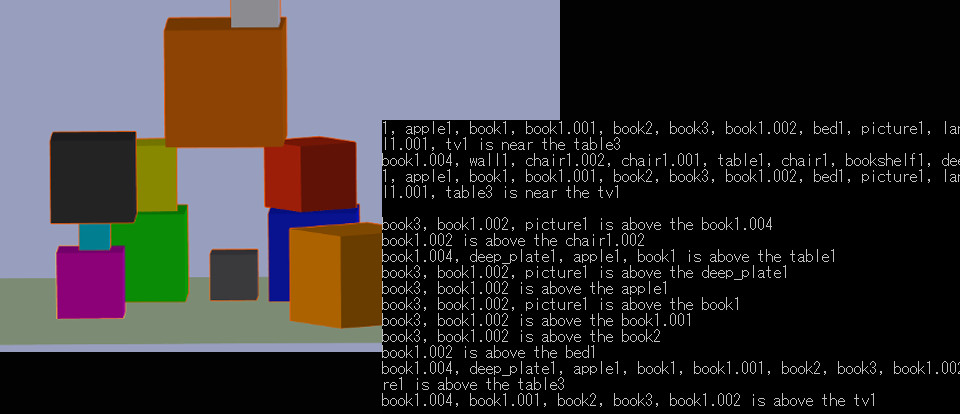 1, apple1, book1, book1.001, book2, book3, book1.002, bed1, picture1, lam
ll1.001, tv1 is near the table3
book1.004, wall1, chair1.002, chair1.001, table1, chair1, bookshelf1, dee
1, apple1, book1, book1.001, book2, book3, book1.002, bed1, picture1, lam
ll1.001, table3 is near the tv1
book3, book1.002, picture1 is above the book1.004
book1.002 is above the chair1.002
book1.004, deep_plate1, apple1, book1 is above the table1
book3, book1.002, picture1 is above the deep_plate1
book3, book1.002 is above the apple1
book3, book1.002, picture1 is above the book1
book3, book1.002 is above the book1.001
book3, book1.002 is above the book2
book1.002 is above the bed1
book1.004, deep_plate1, apple1, book1, book1.001, book2, book3, book1.002
re1 is above the table3
book1.004, book1.001, book2, book3, book1.002 is above the tv1